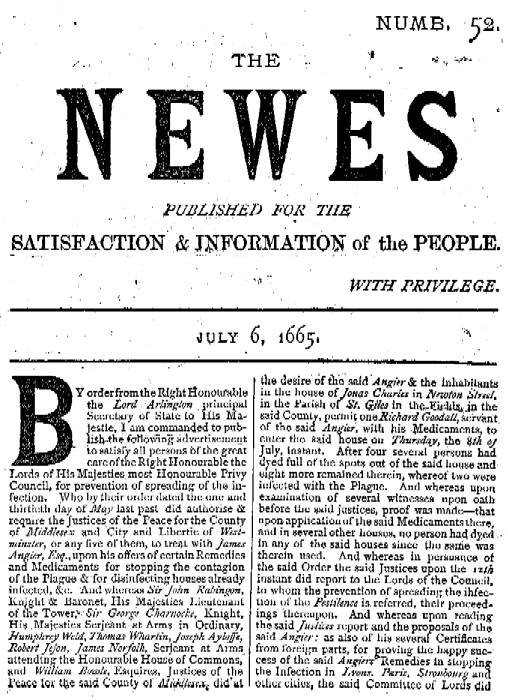 NUMB. 52.
THE
NEWES
PUBLISHED FOR THE
SATISFACTION & INFORMATION of the PEOPLE.
WITH PRIVILEGE.
JULY 6, 1665.
BY order from the Right Honourable
the Lord Arlington principal
Secretary of State to His Ma-
jestie, I am commanded to pub-
lish the following advertisement
to satisfy all persons of the great
care of the Right Honourable the
Lords of His Majesties most Honourable Privy
Council, for prevention of spreading of the in-
fection. Who by their order dated the one and
thirtieth day of May last past did authorise &
require the Justices of the Peace for the County
of Middlesex and City and Libertie of West-
minster, or any five of them, to treat with James
Angier, Esq., upon his offers of certain Remedies
and Medicaments for stopping the contagion
of the Plague & for disinfecting houses already
infected, &c. And whereas Sir John Robinson,
Knight & Baronet, His Majesties Lieutenant
of the Tower, Sir George Charnocke, Knight,
His Majesties Serjeant at Arms in Ordinary,
Humphrey Weld, Thomas Whartin, Joseph Ayloffe,
Robert Jeson, James Norfolk, Serjeant at Arms
attending the Honourable House of Commons,
and William Bowle, Esquires, Justices of the
Peace for the said County of Middlesex, did at
the desire of the said Angier & the inhabitants
in the house of Jonas Charles in Newton Street,
in the Parish of St. Giles in the Fields, in the
said County, permit one Richard Goodall, servant
of the said Angier, with his Medicaments, to
enter the said house on Thursday, the 8th of
July, instant. After four several persons had
dyed full of the spots out of the said house and
eight more remained therein, whereof two were
infected with the Plague. And whereas upon
examination of several witnesses upon oath
before the said justices, proof was made—that
upon application of the said Medicaments there,
and in several other houses, no person had dyed
in any of the said houses since the same was
therein used. And whereas in persuance of
the said Order the said Justices upon the 12th
instant did report to the Lords of the Council,
to whom the prevention of spreading the infec-
tion of the Pestilence is referred, their proceed-
ings thereupon. And whereas upon reading
the said Justices report and the proposals of the
said Angier: as also of his several Certificates
from foreign parts, for proving the happy suc-
cess of the said Angiers Remedies in stopping
the Infection in Lyons, Paris, Strasbourg and
other cities, the said Committee of Lords did